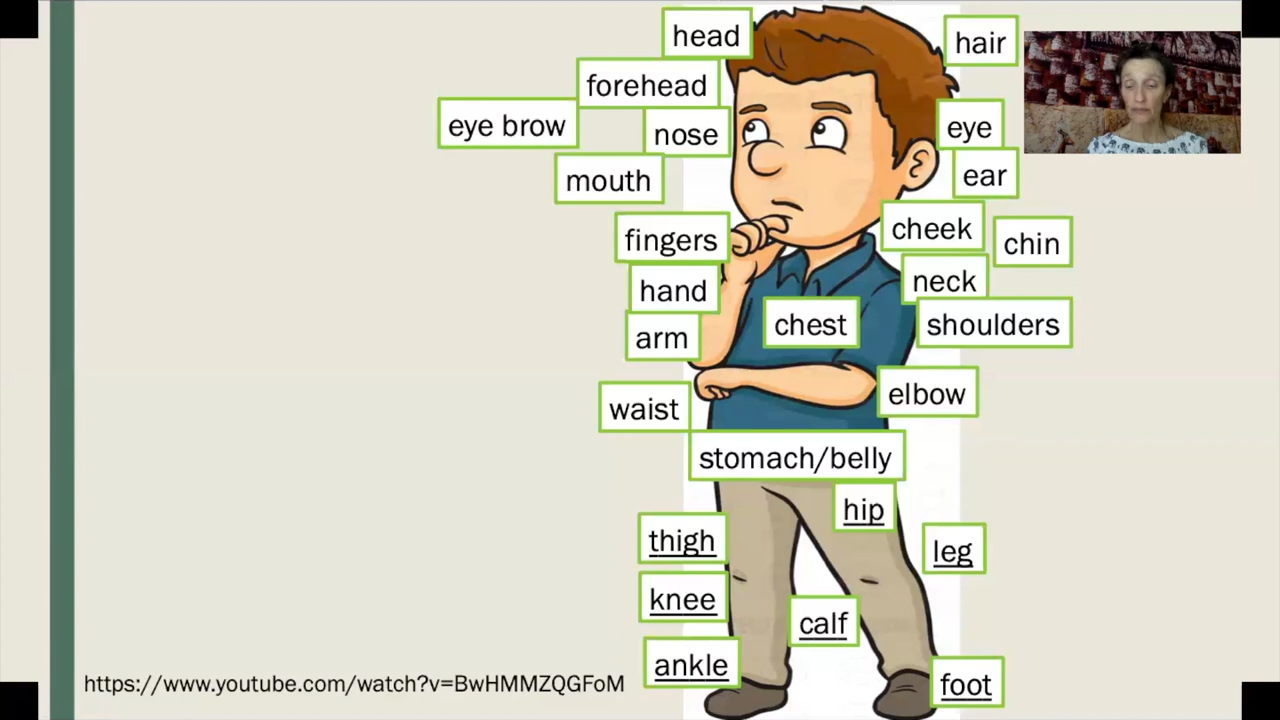 head
hair
forehead
eye brow
nose
eye
mouth
ear
fingers
cheek
chin
hand
neck
arm
chest
shoulders
waist
elbow
stomach/belly
hip
thigh
leg
knee
calf
ankle
foot
https://www.youtube.com/watch?v=BwHMMZQGFoM